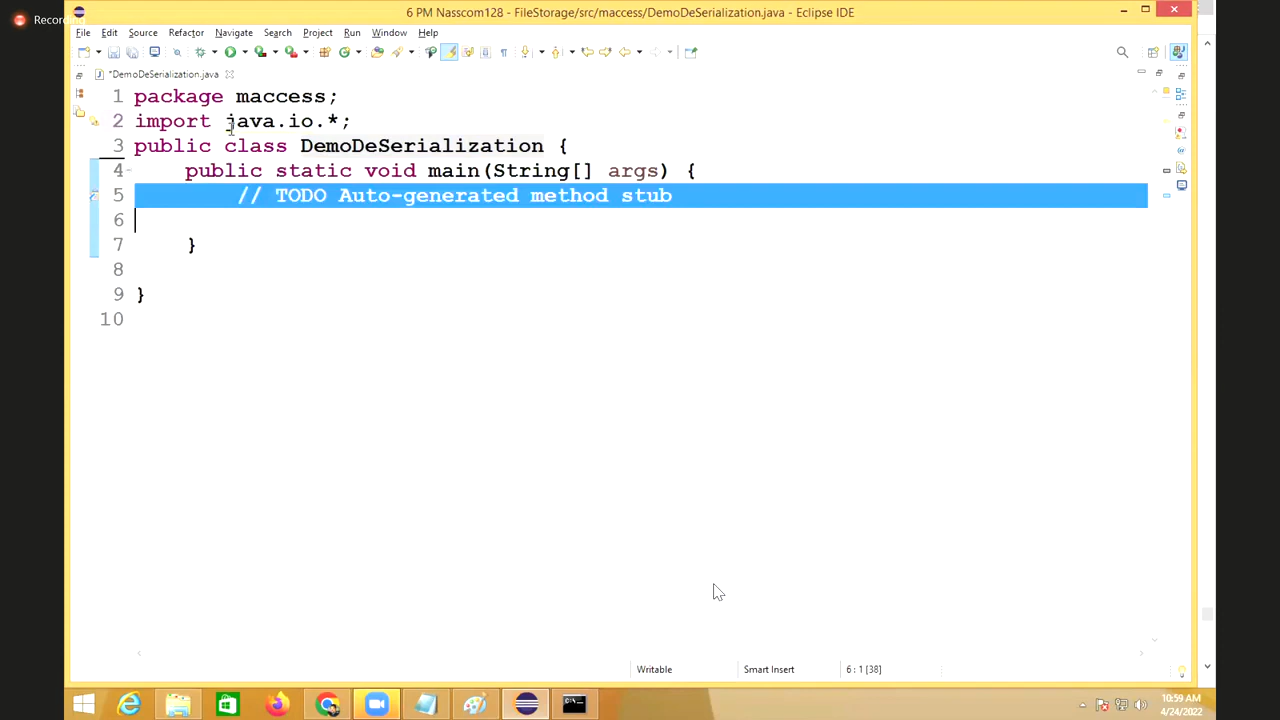 Record
6 PM Nasscom128 - FileStorage/src/maccess/DemoDeSerialization.java - Eclipse IDE
File Edit Source Refactor Navigate Search Project Run Window Help
*DemoDeSerialization.java
1 package maccess;
2 import java.io.*;
3 public class DemoDeSerialization {
4 public static void main(String[] args) {
5 // TODO Auto-generated method stub
6
7 }
8
9 }
10
Writable Smart Insert 6 : 1 [38]
10:59 AM
4/24/2022